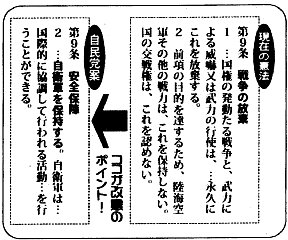 現在の憲法
第9条 戦争の放棄
1 …国権の発動たる戦争と、武力に
よる威嚇又は武力の行使は、…永久に
これを放棄する。
2 前項の目的を達するため、陸海空
軍その他の戦力は、これを保持しない。
国の交戦権は、これを認めない。
ココが改悪の
ポイント!
自民党案
第9条 安全保障
2 …自衛軍を保持する。自衛軍は…
国際的に協調して行われる活動…を行
うことができる。